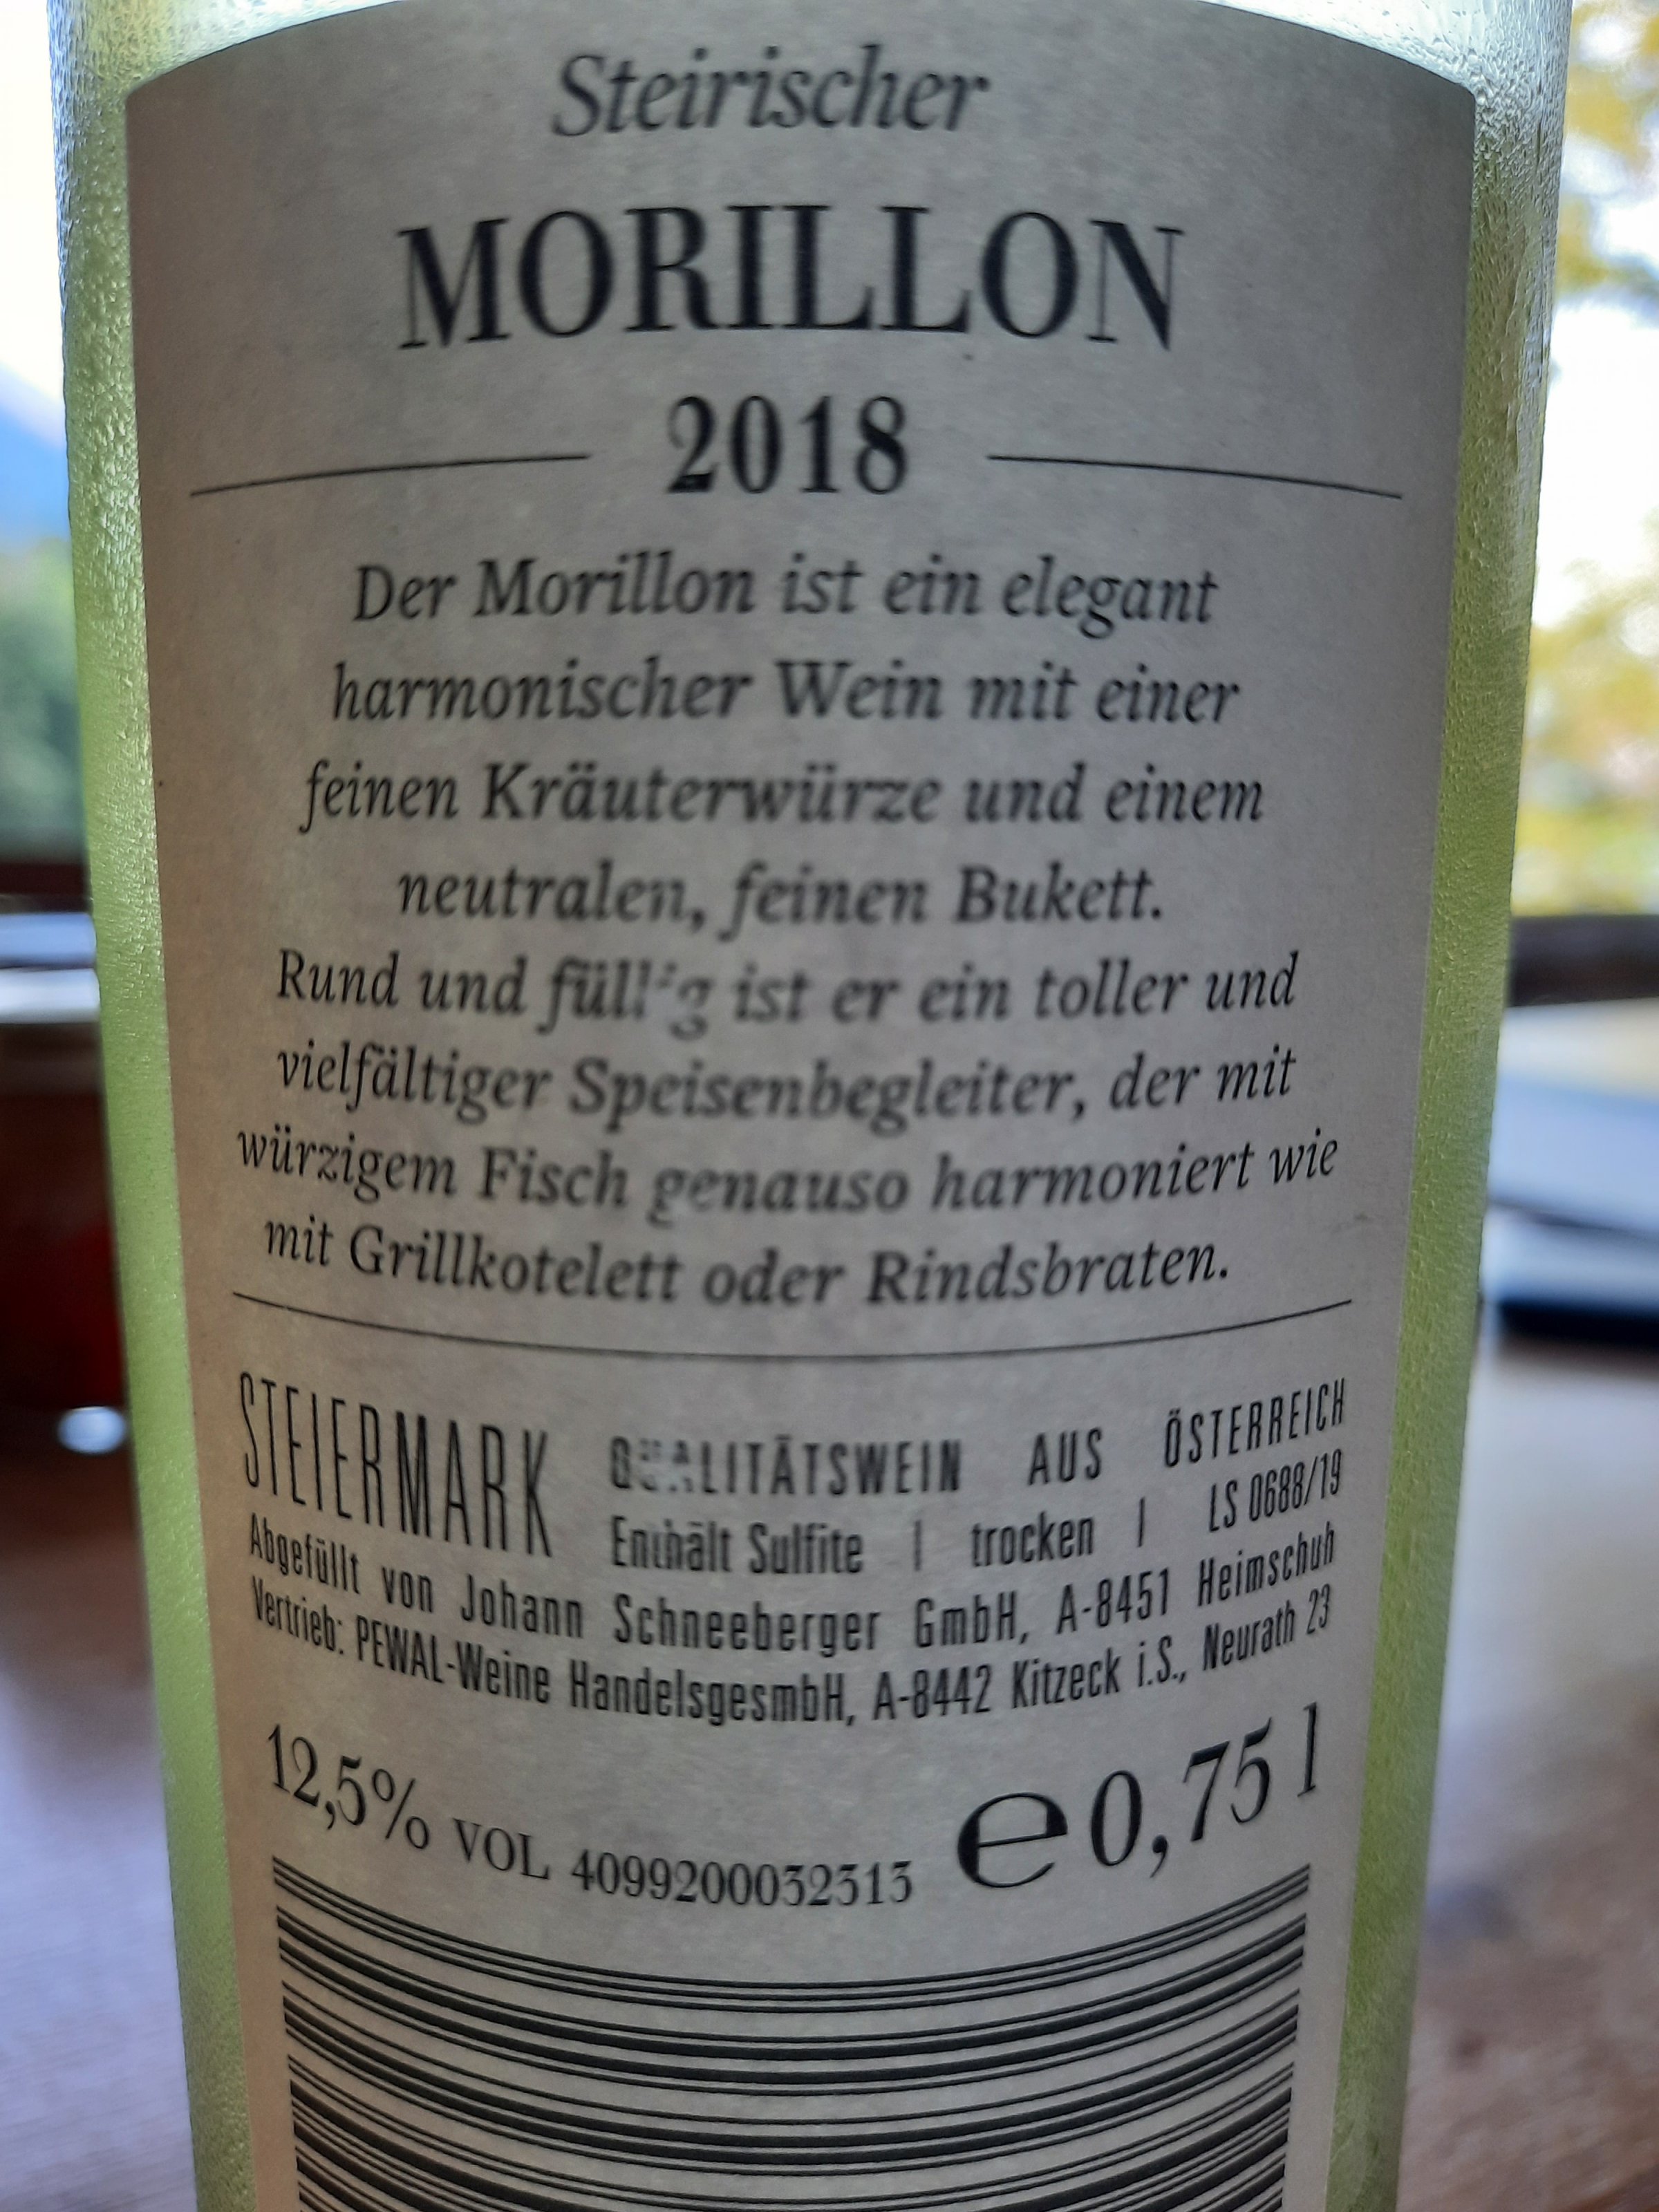 Steirischer
MORILLON
2018
Der Morillon ist ein elegant
harmonischer Wein mit einer
feinen Kräuterwürze und einem
neutralen, feinen Bukett.
Rund und füllig ist er ein toller und
vielfältiger Speisenbegleiter, der mit
würzigem Fisch genauso harmoniert wie
mit Grillkotelett oder Rindsbraten.
STEIERMARK QUALITÄTSWEIN AUS ÖSTERREICH
Enthält Sulfite | trocken | LS 0688/19
Abgefüllt von Johann Schneeberger GmbH, A-8451 Heimschuh
Vertrieb: PEWAL-Weine HandelsgesmbH, A-8442 Kitzeck i.S., Neurath 23
12,5% VOL 4099200032313 ℮ 0,75 l